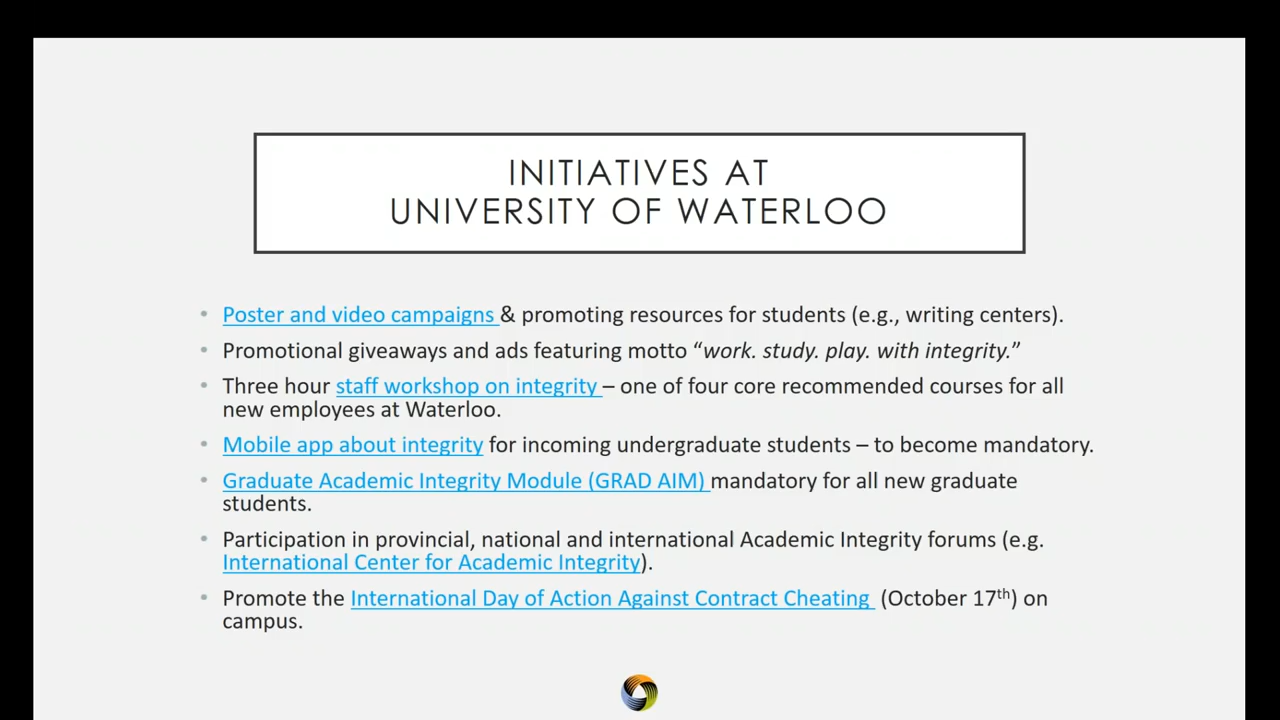 INITIATIVES AT
UNIVERSITY OF WATERLOO
• Poster and video campaigns & promoting resources for students (e.g., writing centers).
• Promotional giveaways and ads featuring motto “work. study. play. with integrity.”
• Three hour staff workshop on integrity – one of four core recommended courses for all
new employees at Waterloo.
• Mobile app about integrity for incoming undergraduate students – to become mandatory.
• Graduate Academic Integrity Module (GRAD AIM) mandatory for all new graduate
students.
• Participation in provincial, national and international Academic Integrity forums (e.g.
International Center for Academic Integrity).
• Promote the International Day of Action Against Contract Cheating (October 17th) on
campus.